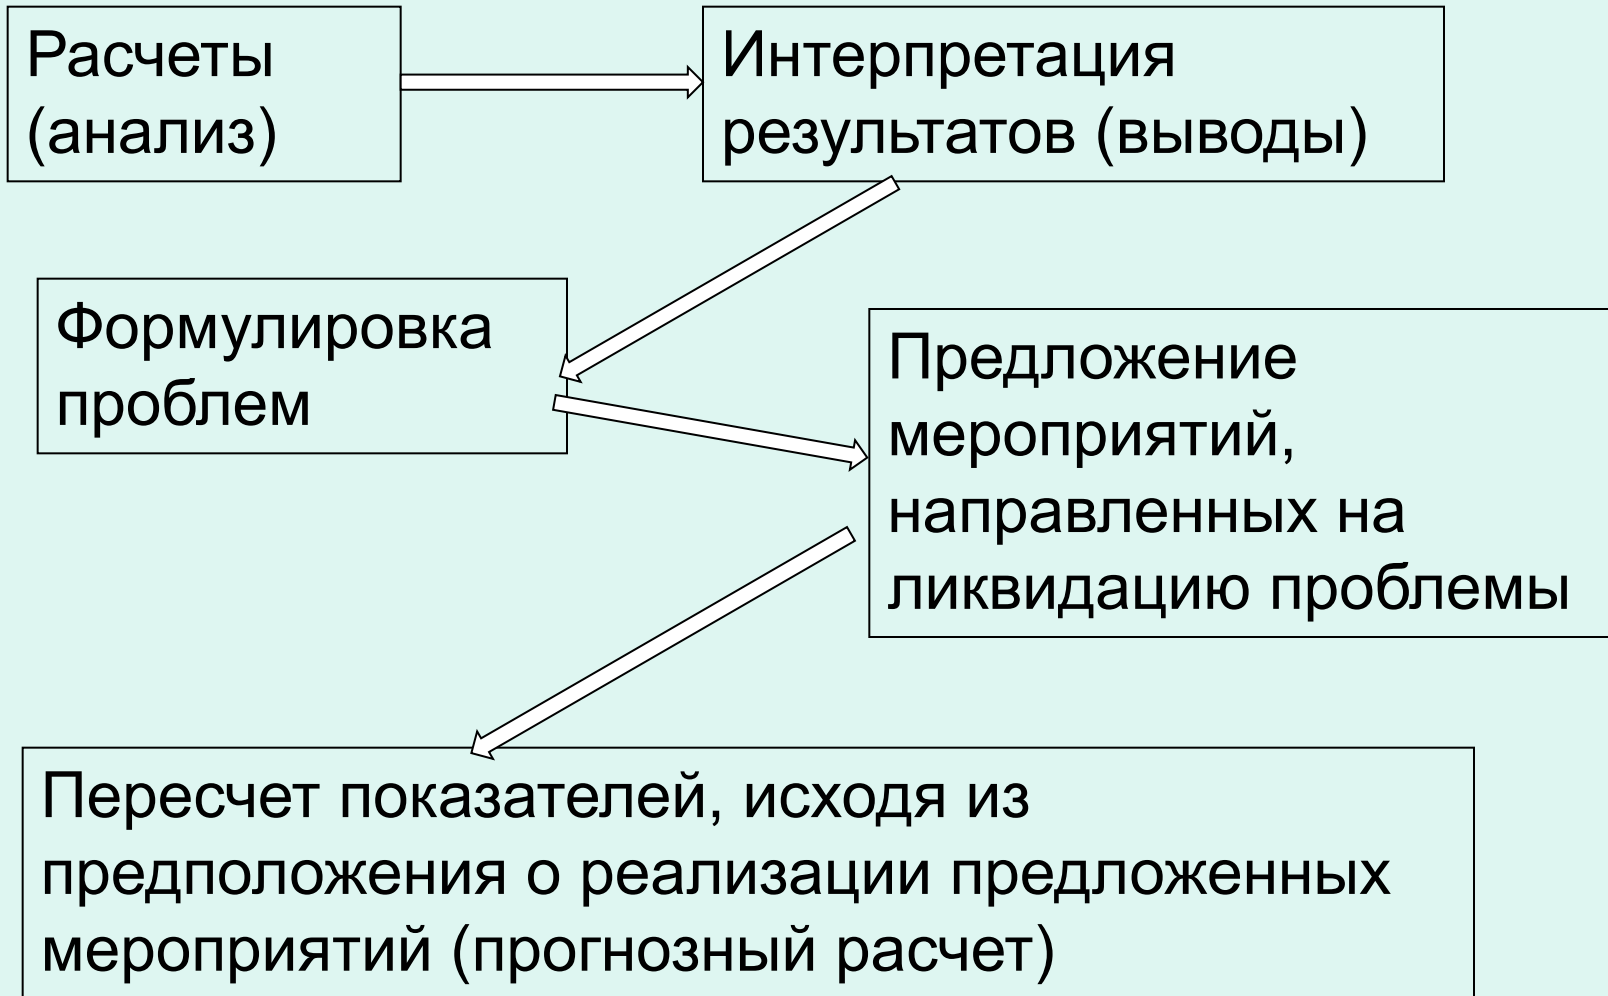 Расчеты
(анализ)
Интерпретация
результатов (выводы)
Формулировка
проблем
Предложение
мероприятий,
направленных на
ликвидацию проблемы
Пересчет показателей, исходя из
предположения о реализации предложенных
мероприятий (прогнозный расчет)